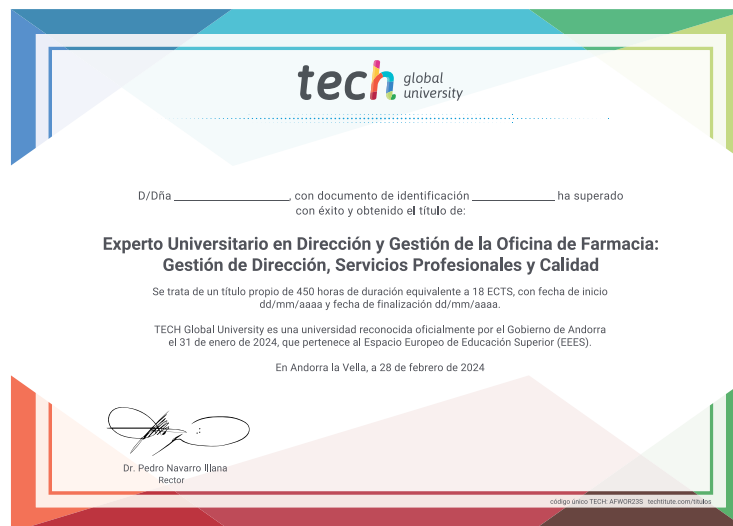 tech global university
D/Dña ______________, con documento de identificación ____________ ha superado
con éxito y obtenido el título de:
Experto Universitario en Dirección y Gestión de la Oficina de Farmacia:
Gestión de Dirección, Servicios Profesionales y Calidad
Se trata de un título propio de 450 horas de duración equivalente a 18 ECTS, con fecha de inicio
dd/mm/aaaa y fecha de finalización dd/mm/aaaa.
TECH Global University es una universidad reconocida oficialmente por el Gobierno de Andorra
el 31 de enero de 2024, que pertenece al Espacio Europeo de Educación Superior (EEES).
En Andorra la Vella, a 28 de febrero de 2024
Dr. Pedro Navarro Illana
Rector
código único TECH: AFWOR23S techtitute.com/titulos